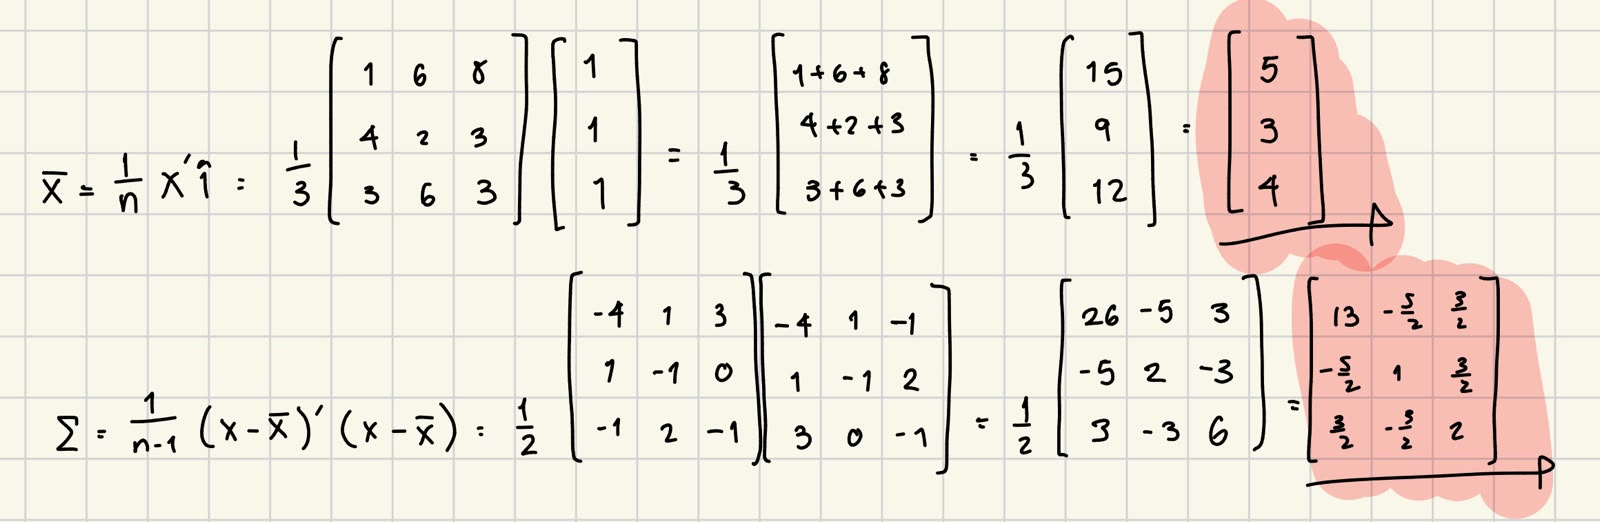 x̄ = 1/n X'1̂ = 1/3 [1 6 8; 4 2 3; 3 6 3] [1; 1; 1] = 1/3 [1+6+8; 4+2+3; 3+6+3] = 1/3 [15; 9; 12] = [5; 3; 4]
Σ = 1/(n-1) (x-x̄)' (x-x̄) = 1/2 [-4 1 3; 1 -1 0; -1 2 -1] [-4 1 -1; 1 -1 2; 3 0 -1] = 1/2 [26 -5 3; -5 2 -3; 3 -3 6] = [13 -5/2 3/2; -5/2 1 3/2; 3/2 -3/2 2]